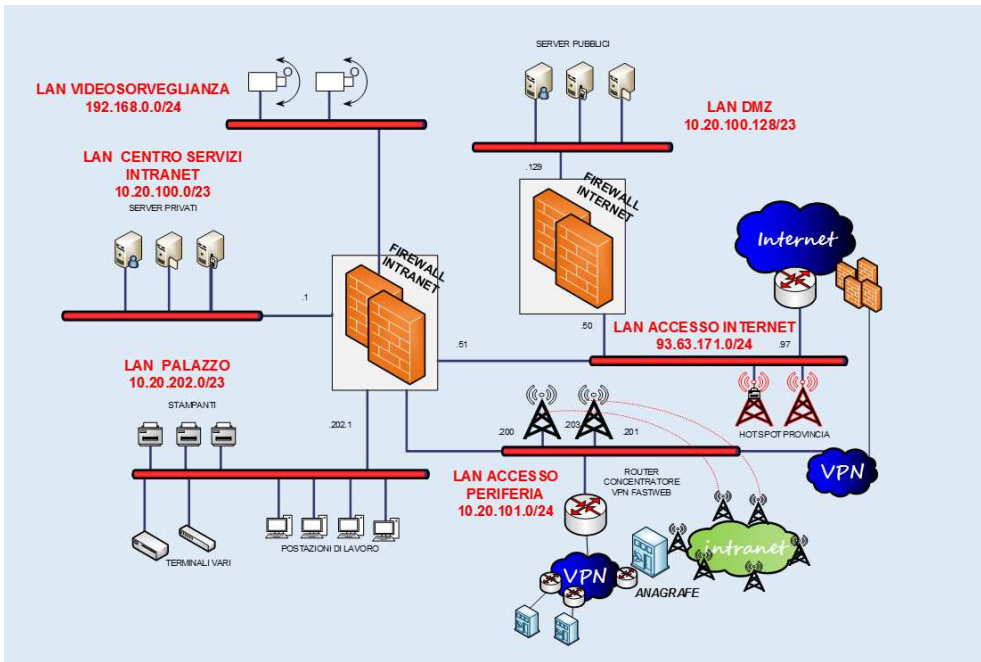 SERVER PUBBLICI
LAN VIDEOSORVEGLIANZA
192.168.0.0/24
LAN DMZ
10.20.100.128/23
LAN CENTRO SERVIZI
INTRANET
10.20.100.0/23
SERVER PRIVATI
.129
FIREWALL
INTERNET
Internet
FIREWALL
INTRANET
.1
.50
LAN ACCESSO INTERNET
93.63.171.0/24
.97
.51
LAN PALAZZO
10.20.202.0/23
STAMPANTI
.202.1
.200
.203
.201
HOTSPOT PROVINCIA
LAN ACCESSO
PERIFERIA
10.20.101.0/24
ROUTER
CONCENTRATORE
VPN FASTWEB
VPN
POSTAZIONI DI LAVORO
TERMINALI VARI
intranet
VPN
ANAGRAFE